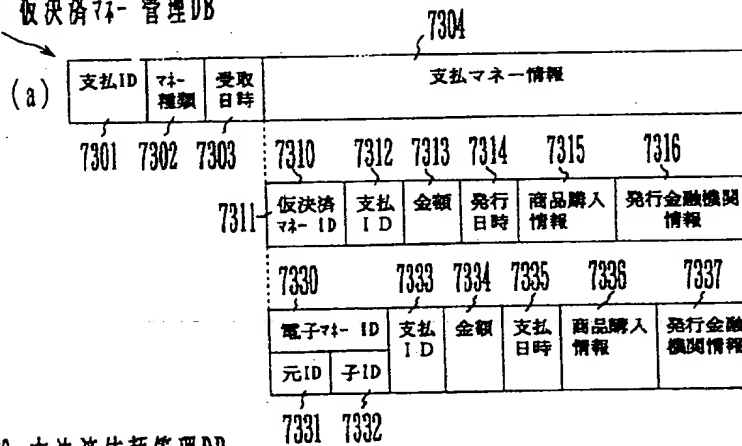 仮決済マネー管理DB
7304
(a) 支払ID マネー種類 受取日時 支払マネー情報
7301 7302 7303 7310 7312 7313 7314 7315 7316
7311 仮決済マネーID 支払ID 金額 発行日時 商品購入情報 発行金融機関情報
7330 7333 7334 7335 7336 7337
電子マネーID 支払ID 金額 支払日時 商品購入情報 発行金融機関情報
元ID 子ID
7331 7332